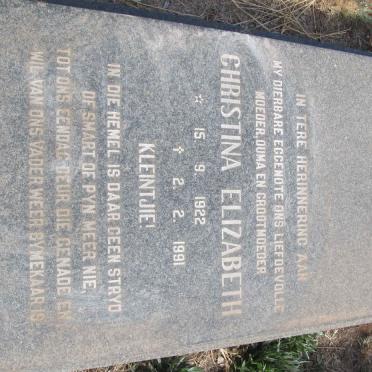 IN TERE HERINNERING AAN
MY DIERBARE EGGENOTE ONS LIEFDEVOLLE
MOEDER, OUMA EN GROOTMOEDER
CHRISTINA ELIZABETH
☆ 15. 9. 1922
✝ 2. 2. 1991
KLEINTJIE!
IN DIE HEMEL IS DAAR GEEN STRYD
OF SMART OF PYN MEER NIE,
TOT ONS EENDAG DEUR DIE GENADE EN
WIL VAN ONS VADER WEER BYMEKAAR IS